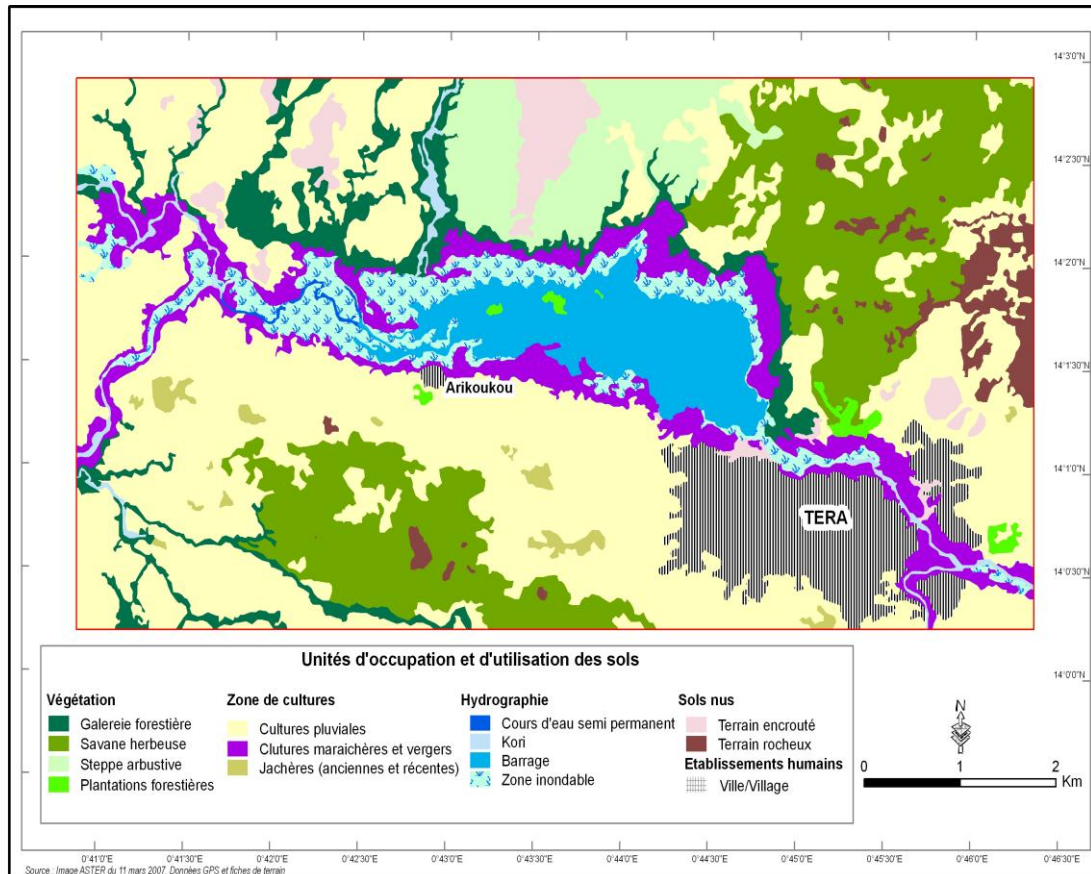 14°3'0"N
14°2'30"N
14°2'0"N
14°1'30"N
14°1'0"N
14°0'30"N
14°0'0"N
Arikoukou
TERA
Unités d'occupation et d'utilisation des sols
Végétation
Galereie forestière
Savane herbeuse
Steppe arbustive
Plantations forestières
Zone de cultures
Cultures pluviales
Clutures maraichères et vergers
Jachères (anciennes et récentes)
Hydrographie
Cours d'eau semi permanent
Kori
Barrage
Zone inondable
Sols nus
Terrain encrouté
Terrain rocheux
Etablissements humains
Ville/Village
N
0 1 2
Km
0°41'0"E 0°41'30"E 0°42'0"E 0°42'30"E 0°43'0"E 0°43'30"E 0°44'0"E 0°44'30"E 0°45'0"E 0°45'30"E 0°46'0"E 0°46'30"E
Source : Image ASTER du 11 mars 2007. Données GPS et fiches de terrain